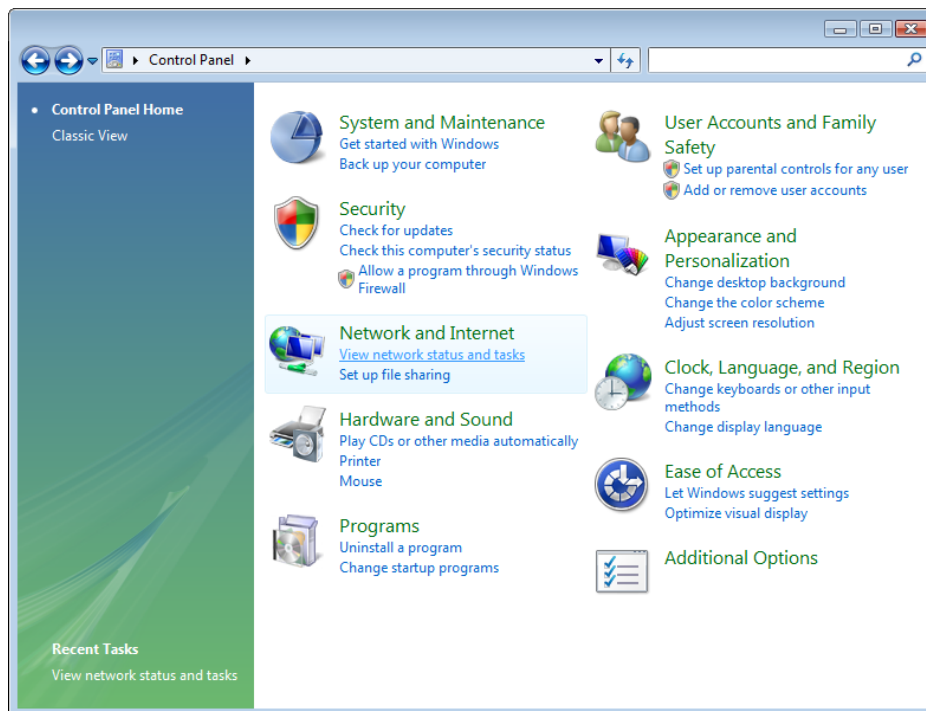 Control Panel
Control Panel Home
Classic View
System and Maintenance
Get started with Windows
Back up your computer
Security
Check for updates
Check this computer's security status
Allow a program through Windows
Firewall
Network and Internet
View network status and tasks
Set up file sharing
Hardware and Sound
Play CDs or other media automatically
Printer
Mouse
Programs
Uninstall a program
Change startup programs
User Accounts and Family
Safety
Set up parental controls for any user
Add or remove user accounts
Appearance and
Personalization
Change desktop background
Change the color scheme
Adjust screen resolution
Clock, Language, and Region
Change keyboards or other input
methods
Change display language
Ease of Access
Let Windows suggest settings
Optimize visual display
Additional Options
Recent Tasks
View network status and tasks